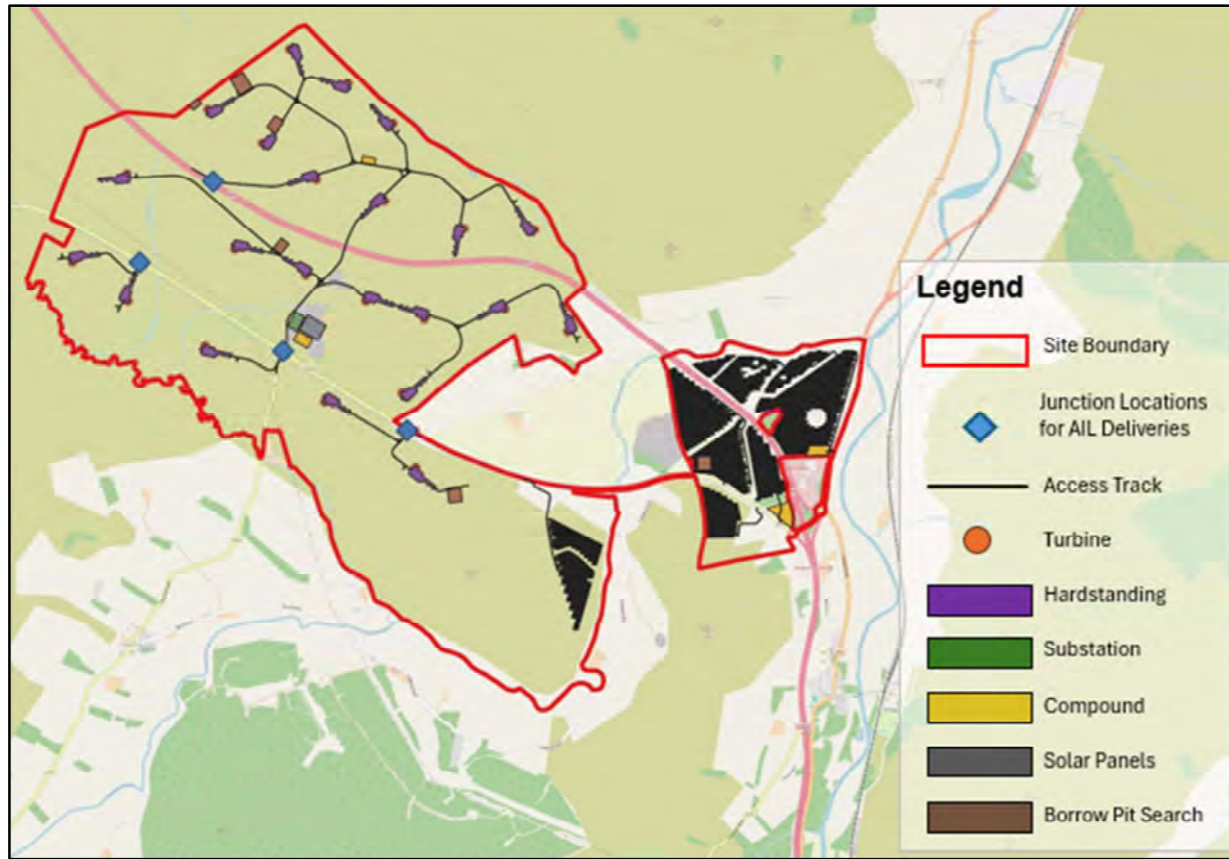 Legend
Site Boundary
Junction Locations
for AIL Deliveries
Access Track
Turbine
Hardstanding
Substation
Compound
Solar Panels
Borrow Pit Search